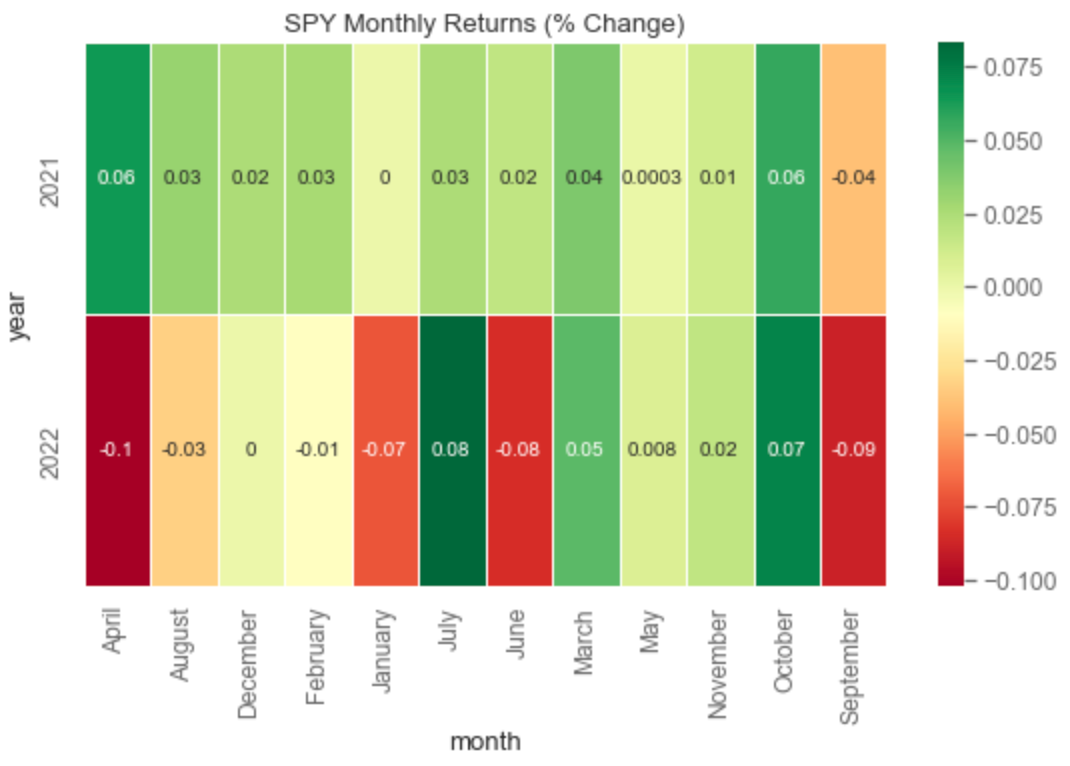 SPY Monthly Returns (% Change)
2021 0.06 0.03 0.02 0.03 0 0.03 0.02 0.04 0.0003 0.01 0.06 -0.04
2022 -0.1 -0.03 0 -0.01 -0.07 0.08 -0.08 0.05 0.008 0.02 0.07 -0.09
year
April August December February January July June March May November October September
month
0.075
0.050
0.025
0.000
−0.025
−0.050
−0.075
−0.100